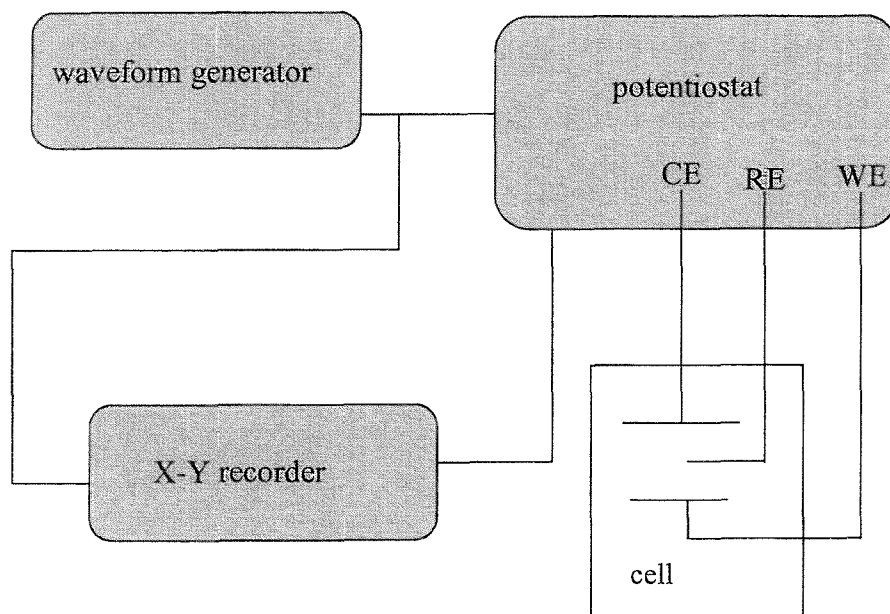 waveform generator
potentiostat
CE RE WE
X-Y recorder
cell